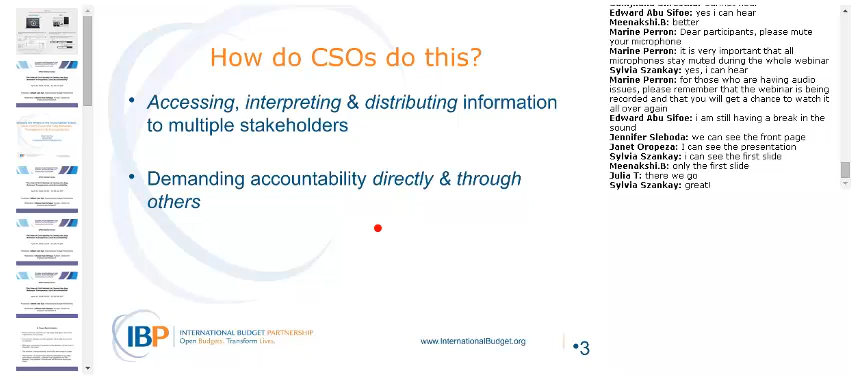 How do CSOs do this?
• Accessing, interpreting & distributing information
to multiple stakeholders
• Demanding accountability directly & through
others
IBP
INTERNATIONAL BUDGET PARTNERSHIP
Open Budgets. Transform Lives.
www.InternationalBudget.org
•3
Edward Abu Sifoe: yes i can hear
Meenakshi.B: better
Marine Perron: Dear participants, please mute
your microphone
Marine Perron: it is very important that all
microphones stay muted during the whole webinar
Sylvia Szankay: yes, i can hear
Marine Perron: for those who are having audio
issues, please remember that the webinar is being
recorded and that you will get a chance to watch it
all over again
Edward Abu Sifoe: i am still having a break in the
sound
Jennifer Sleboda: we can see the front page
Janet Oropeza: I can see the presentation
Sylvia Szankay: i can see the first slide
Meenakshi.B: only the first slide
Julia T: there we go
Sylvia Szankay: great!